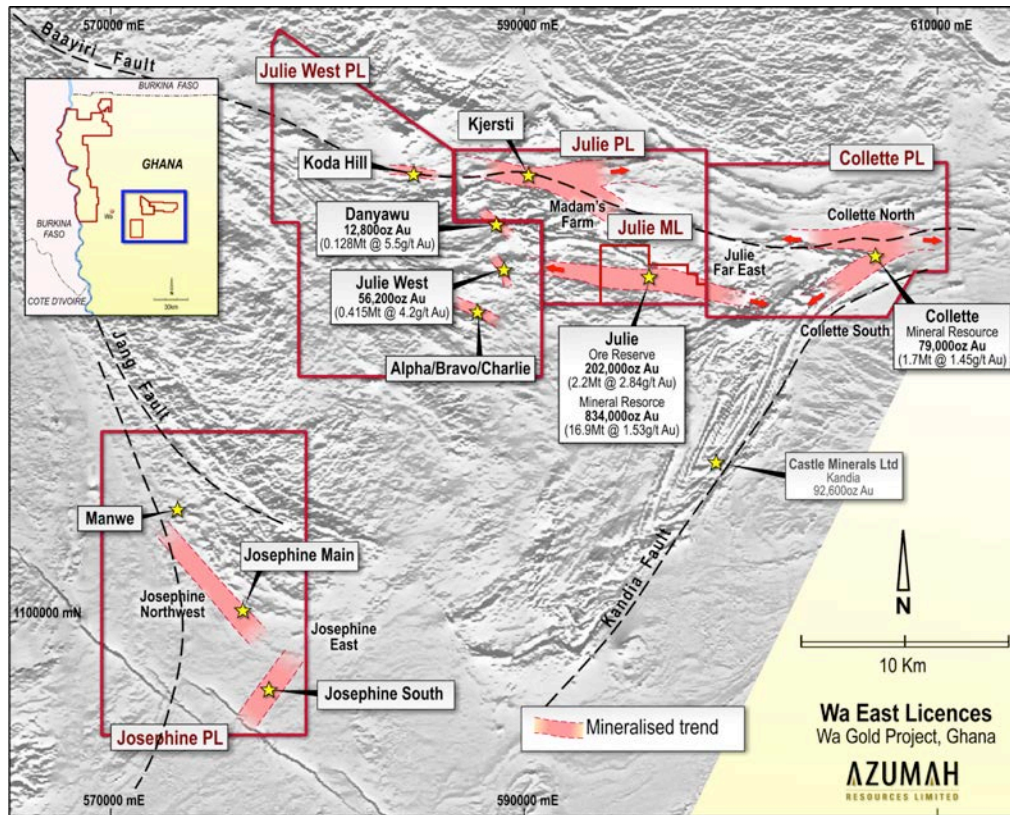 570000 mE
590000 mE
610000 mE
Baayiri Fault
BURKINA FASO
GHANA
Wa
BURKINA
FASO
COTE D'IVOIRE
30km
Julie West PL
Kjersti
Julie PL
Koda Hill
Collette PL
Danyawu
12,800oz Au
(0.128Mt @ 5.5g/t Au)
Madam's
Farm
Julie ML
Collette North
Julie
Far East
Julie West
56,200oz Au
(0.415Mt @ 4.2g/t Au)
Collette South
Collette
Mineral Resource
79,000oz Au
(1.7Mt @ 1.45g/t Au)
Alpha/Bravo/Charlie
Julie
Ore Reserve
202,000oz Au
(2.2Mt @ 2.84g/t Au)
Mineral Resorce
834,000oz Au
(16.9Mt @ 1.53g/t Au)
Jang Fault
Castle Minerals Ltd
Kandia
92,600oz Au
Manwe
Josephine Main
Josephine
Northwest
Kandia Fault
1100000 mN
Josephine
East
N
10 Km
Josephine South
Josephine PL
Mineralised trend
Wa East Licences
Wa Gold Project, Ghana
AZUMAH
RESOURCES LIMITED
570000 mE
590000 mE